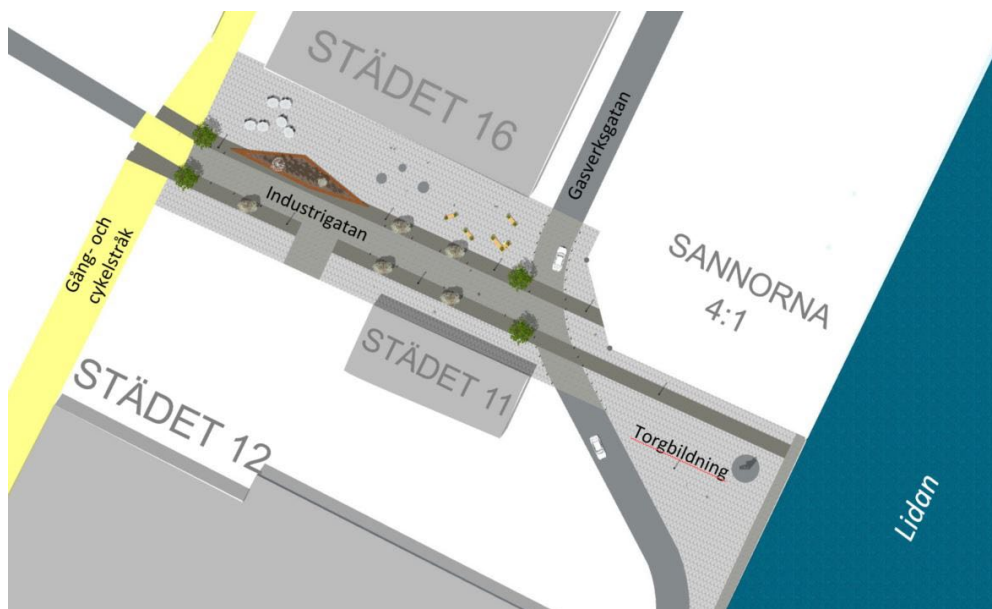 STÄDET 16
Gasverksgatan
Industrigatan
Gång- och
cykelstråk
SANNORNA
4:1
STÄDET 11
STÄDET 12
Torgbildning
Lidan